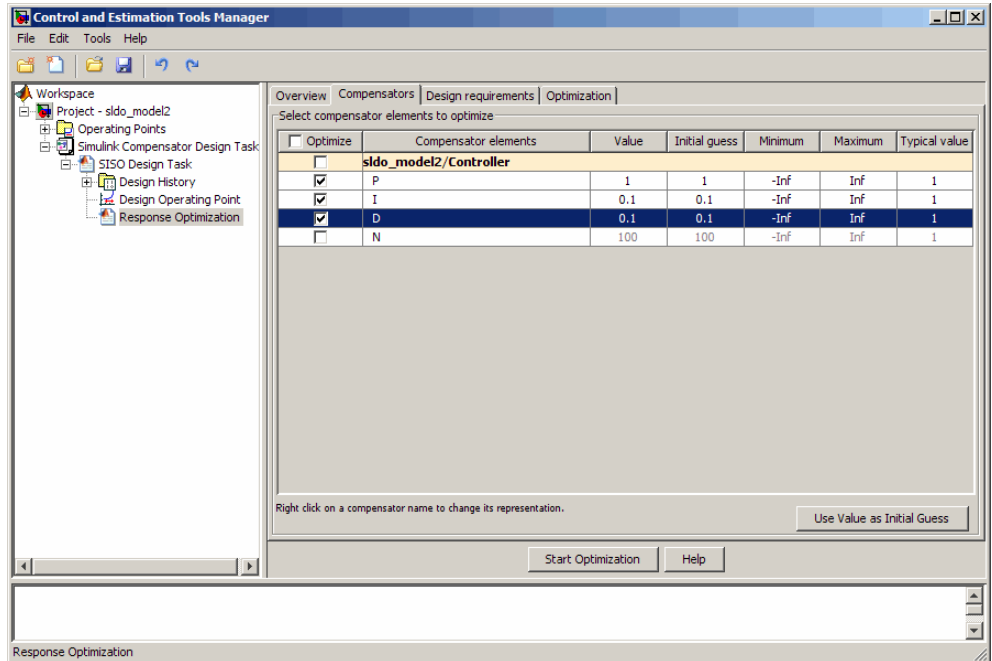 Control and Estimation Tools Manager
File Edit Tools Help
Workspace
Project - sldo_model2
Operating Points
Simulink Compensator Design Task
SISO Design Task
Design History
Design Operating Point
Response Optimization
Overview Compensators Design requirements Optimization
Select compensator elements to optimize
Optimize Compensator elements Value Initial guess Minimum Maximum Typical value
sldo_model2/Controller
P 1 1 -Inf Inf 1
I 0.1 0.1 -Inf Inf 1
D 0.1 0.1 -Inf Inf 1
N 100 100 -Inf Inf 1
Right click on a compensator name to change its representation.
Use Value as Initial Guess
Start Optimization Help
Response Optimization